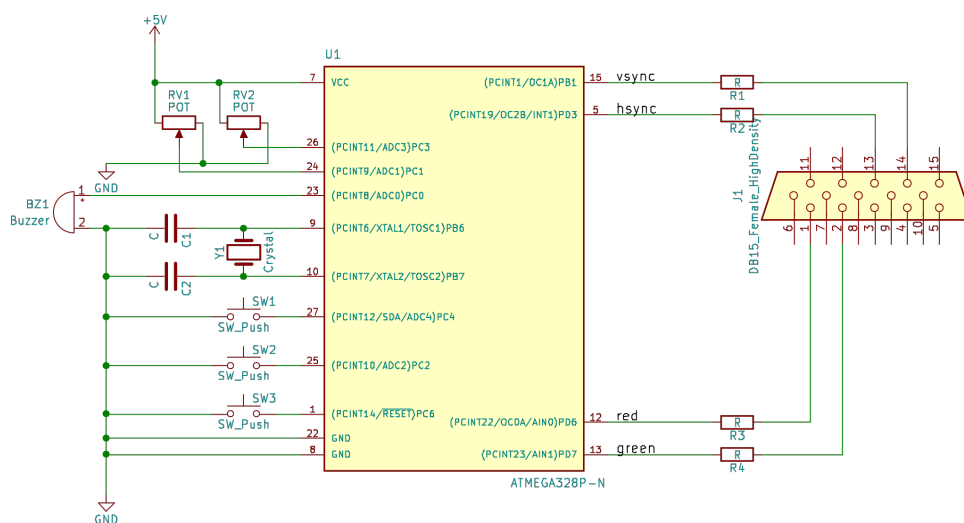 +5V
U1
RV1
POT
RV2
POT
7
VCC
26
(PCINT11/ADC3)PC3
24
(PCINT9/ADC1)PC1
GND
23
(PCINT8/ADC0)PC0
BZ1
Buzzer
1
+
2
C
C1
9
(PCINT6/XTAL1/TOSC1)PB6
Y1
Crystal
C
C2
10
(PCINT7/XTAL2/TOSC2)PB7
SW1
SW_Push
27
(PCINT12/SDA/ADC4)PC4
SW2
SW_Push
25
(PCINT10/ADC2)PC2
SW3
SW_Push
1
(PCINT14/RESET)PC6
22
GND
8
GND
GND
(PCINT1/OC1A)PB1
15
vsync
R
R1
(PCINT19/OC2B/INT1)PD3
5
hsync
R
R2
(PCINT22/OC0A/AIN0)PD6
12
red
R
R3
(PCINT23/AIN1)PD7
13
green
R
R4
ATMEGA328P-N
J1
DB15_Female_HighDensity
11
12
13
14
15
6
1
7
2
8
3
9
4
10
5